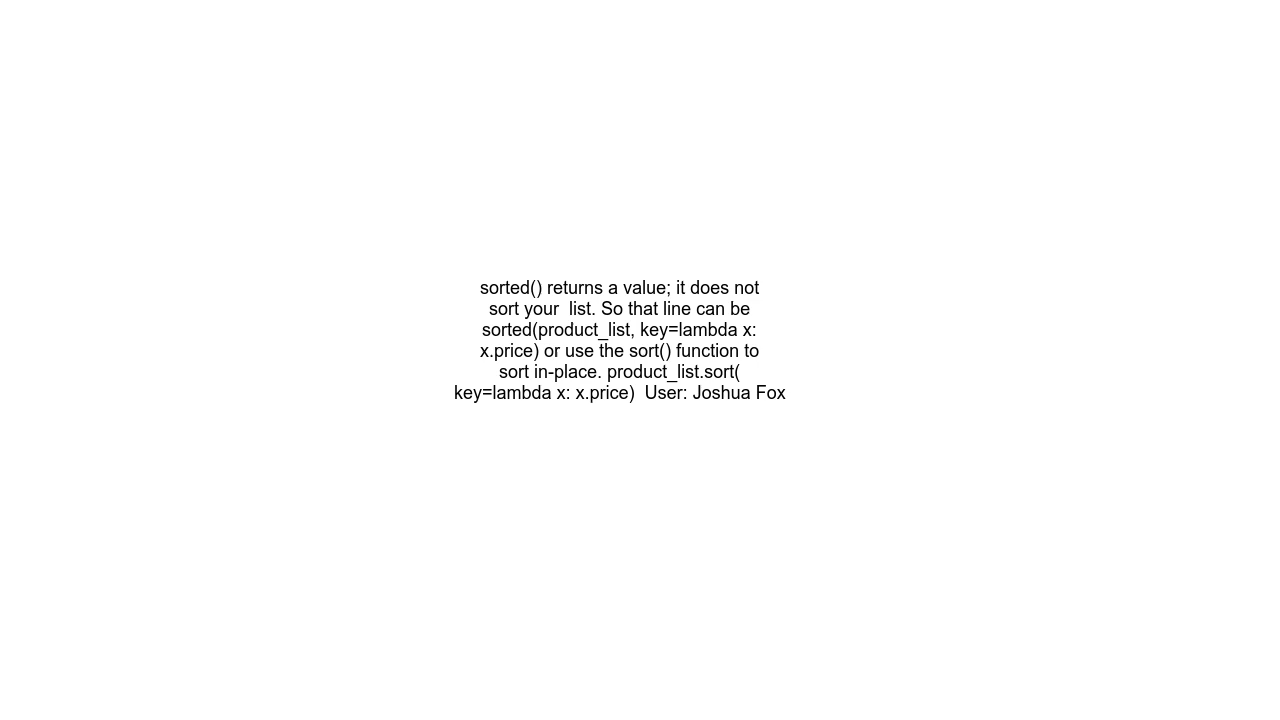 sorted() returns a value; it does not
sort your  list. So that line can be
sorted(product_list, key=lambda x:
x.price) or use the sort() function to
sort in-place. product_list.sort(
key=lambda x: x.price)  User: Joshua Fox